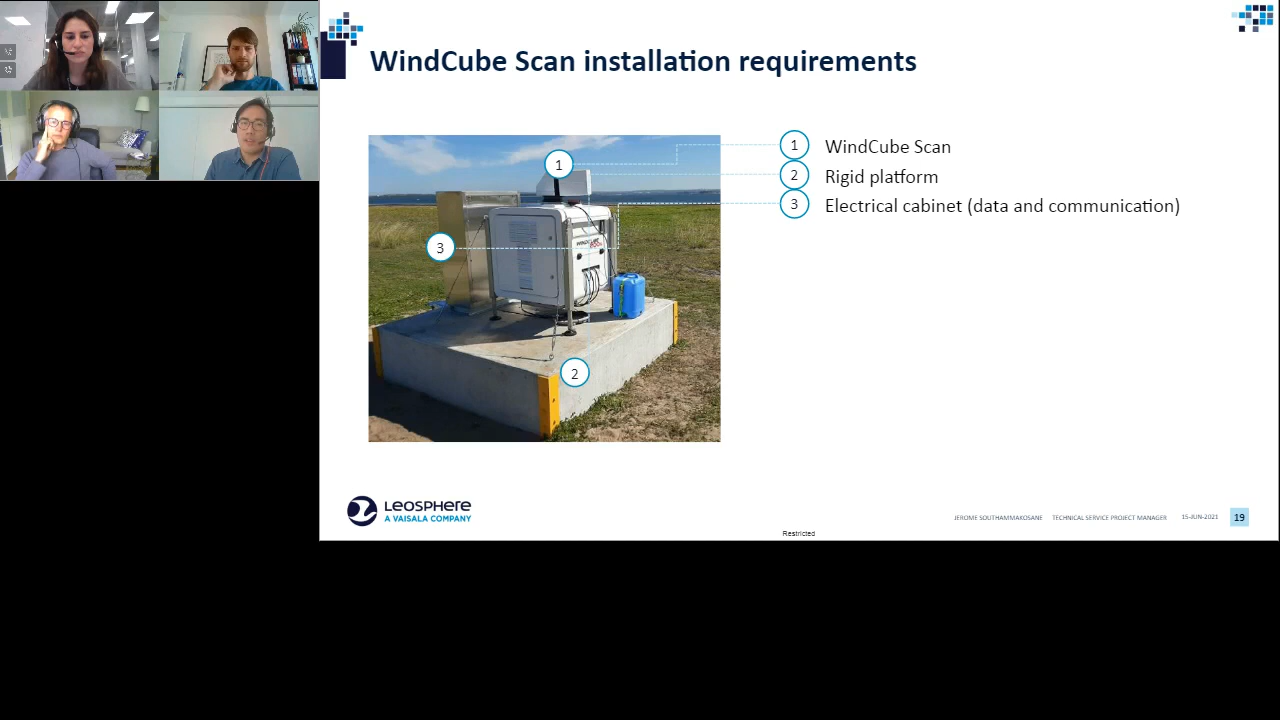 WindCube Scan installation requirements
1
WindCube Scan
2
Rigid platform
3
Electrical cabinet (data and communication)
1
3
2
LEOSPHERE
A VAISALA COMPANY
JEROME SOUTHAMMAKOSANE TECHNICAL SERVICE PROJECT MANAGER 15-JUN-2021 19
Restricted